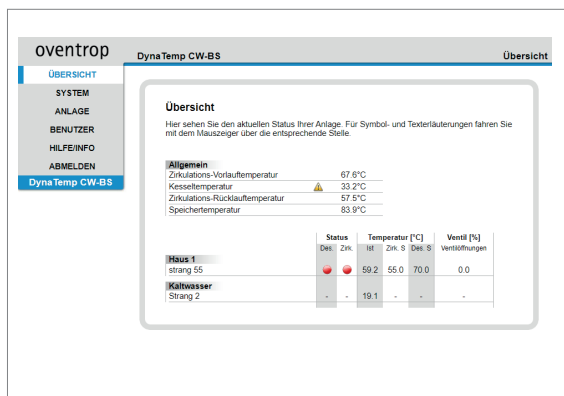 oventrop
DynaTemp CW-BS
Übersicht
ÜBERSICHT
SYSTEM
ANLAGE
BENUTZER
HILFE/INFO
ABMELDEN
DynaTemp CW-BS
Übersicht
Hier sehen Sie den aktuellen Status Ihrer Anlage. Für Symbol- und Texterläuterungen fahren Sie
mit dem Mauszeiger über die entsprechende Stelle.
Allgemein
Zirkulations-Vorlauftemperatur 67.6°C
Kesseltemperatur 33.2°C
Zirkulations-Rücklauftemperatur 57.5°C
Speichertemperatur 83.9°C
Status Temperatur [°C] Ventil [%]
Des. Zirk. Ist Zirk. S Des. S Ventilöffnungen
Haus 1
strang 55 59.2 55.0 70.0 0.0
Kaltwasser
Strang 2 - - 19.1 - - -